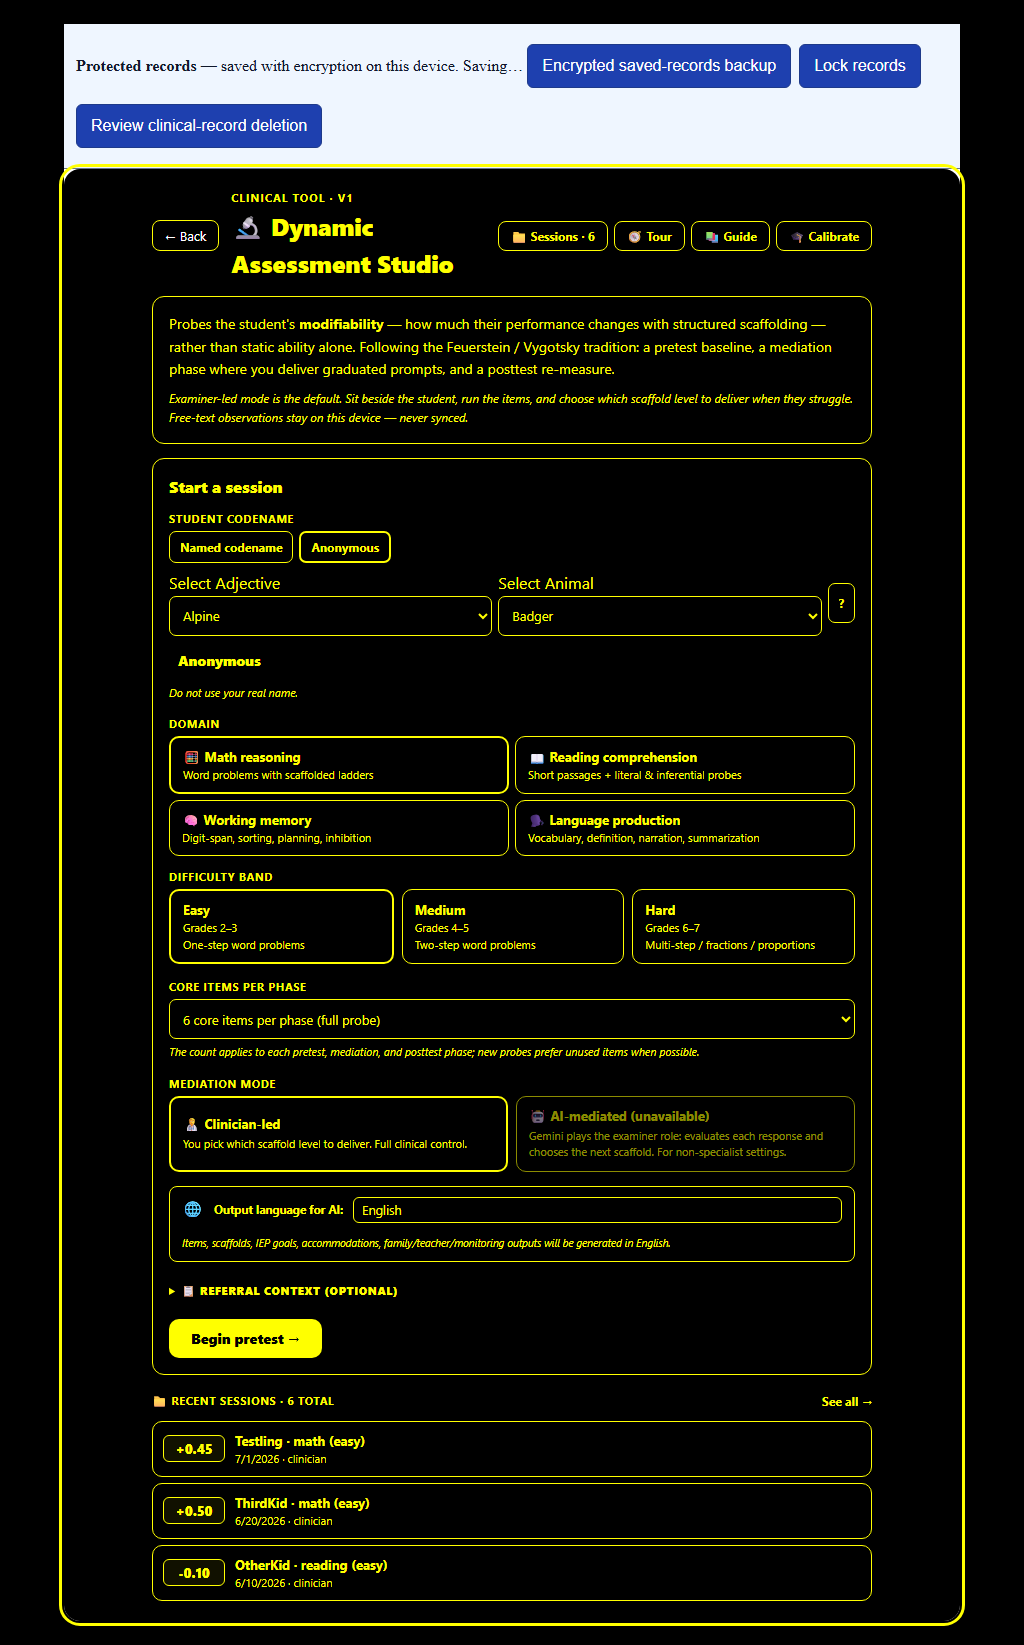 Protected records — saved with encryption on this device. Saving...
Encrypted saved-records backup
Lock records
Review clinical-record deletion
CLINICAL TOOL · V1
← Back
Dynamic
Assessment Studio
Sessions · 6
Tour
Guide
Calibrate
Probes the student's modifiability — how much their performance changes with structured scaffolding —
rather than static ability alone. Following the Feuerstein / Vygotsky tradition: a pretest baseline, a mediation
phase where you deliver graduated prompts, and a posttest re-measure.
Examiner-led mode is the default. Sit beside the student, run the items, and choose which scaffold level to deliver when they struggle.
Free-text observations stay on this device — never synced.
Start a session
STUDENT CODENAME
Named codename
Anonymous
Select Adjective
Select Animal
Alpine
Badger
?
Anonymous
Do not use your real name.
DOMAIN
Math reasoning
Word problems with scaffolded ladders
Reading comprehension
Short passages + literal & inferential probes
Working memory
Digit-span, sorting, planning, inhibition
Language production
Vocabulary, definition, narration, summarization
DIFFICULTY BAND
Easy
Grades 2–3
One-step word problems
Medium
Grades 4–5
Two-step word problems
Hard
Grades 6–7
Multi-step / fractions / proportions
CORE ITEMS PER PHASE
6 core items per phase (full probe)
The count applies to each pretest, mediation, and posttest phase; new probes prefer unused items when possible.
MEDIATION MODE
Clinician-led
You pick which scaffold level to deliver. Full clinical control.
AI-mediated (unavailable)
Gemini plays the examiner role: evaluates each response and
chooses the next scaffold. For non-specialist settings.
Output language for AI:
English
Items, scaffolds, IEP goals, accommodations, family/teacher/monitoring outputs will be generated in English.
▸ REFERRAL CONTEXT (OPTIONAL)
Begin pretest →
RECENT SESSIONS · 6 TOTAL
See all →
+0.45
Testling · math (easy)
7/1/2026 · clinician
+0.50
ThirdKid · math (easy)
6/20/2026 · clinician
-0.10
OtherKid · reading (easy)
6/10/2026 · clinician